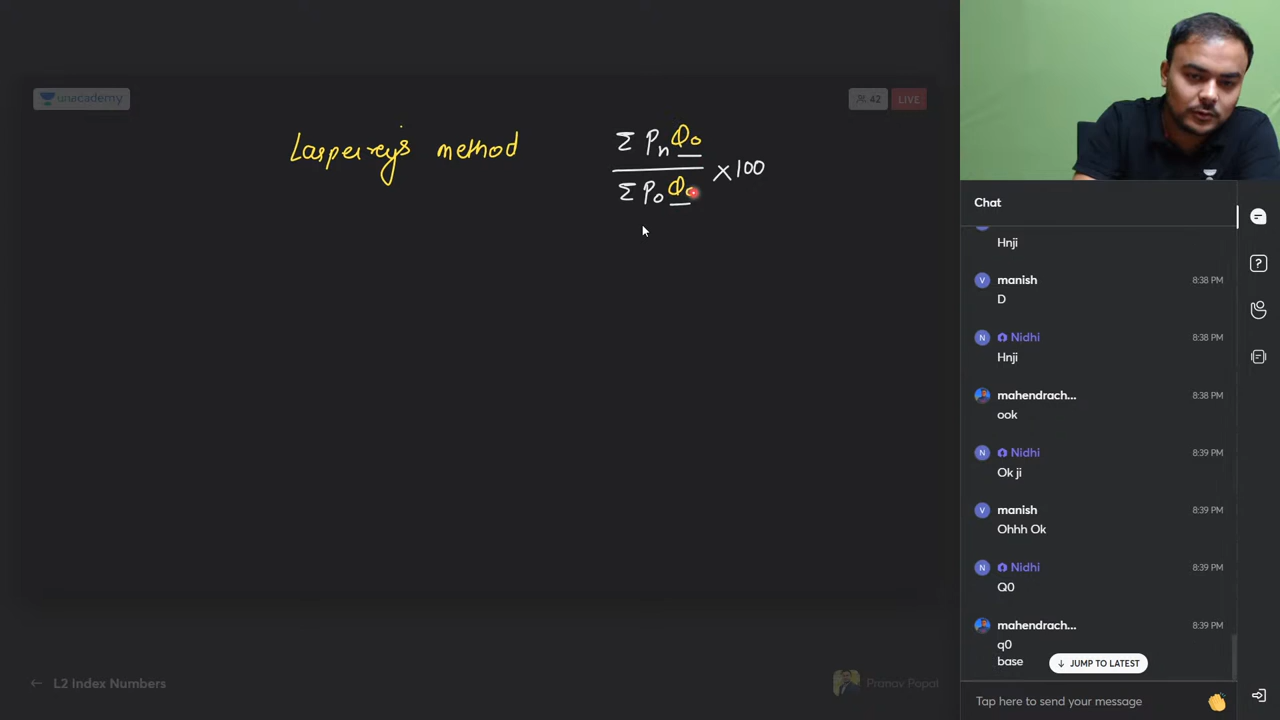 unacademy
42
LIVE
Laspeyrey's method
Σ PnQ0
Σ P0Q0
×100
Chat
Hnji
manish 8:38 PM
D
Nidhi 8:38 PM
Hnji
mahendrach... 8:38 PM
ook
Nidhi 8:39 PM
Ok ji
manish 8:39 PM
Ohhh Ok
Nidhi 8:39 PM
Q0
mahendrach... 8:39 PM
q0
base
JUMP TO LATEST
L2 Index Numbers
Pranav Popat
Tap here to send your message